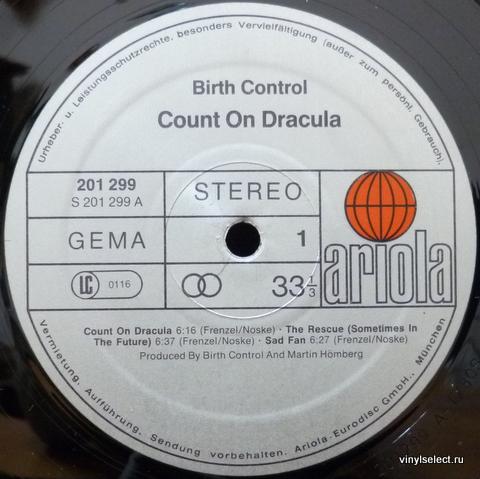 Urheber- u. Leistungsschutzrechte, besonders Vervielfältigung (außer zum persönl. Gebrauch).
Birth Control
Count On Dracula
201 299
S 201 299 A
STEREO
GEMA
1
LC 0116
33 1/3
ariola
Count On Dracula 6:16 (Frenzel/Noske) · The Rescue (Sometimes In
The Future) 6:37 (Frenzel/Noske) · Sad Fan 6:27 (Frenzel/Noske)
Produced By Birth Control And Martin Hömberg
Vermietung, Aufführung, Sendung vorbehalten. Ariola-Eurodisc GmbH., München
vinylselect.ru